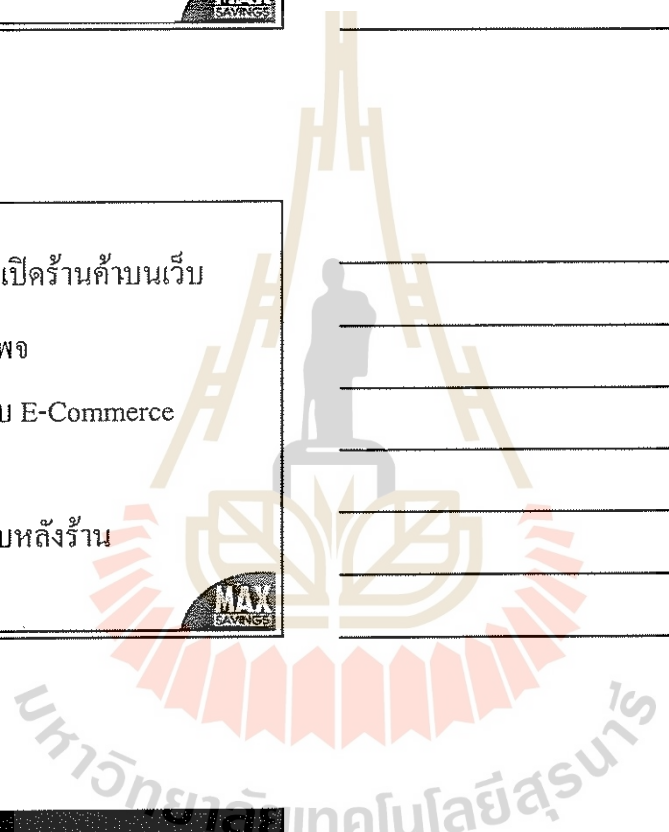 SAVINGS
เปิดร้านค้าบนเว็บ
พจ
บ E-Commerce
บหลังร้าน
MAX
SAVINGS
มหาวิทยาลัยเทคโนโลยีสุรนารี